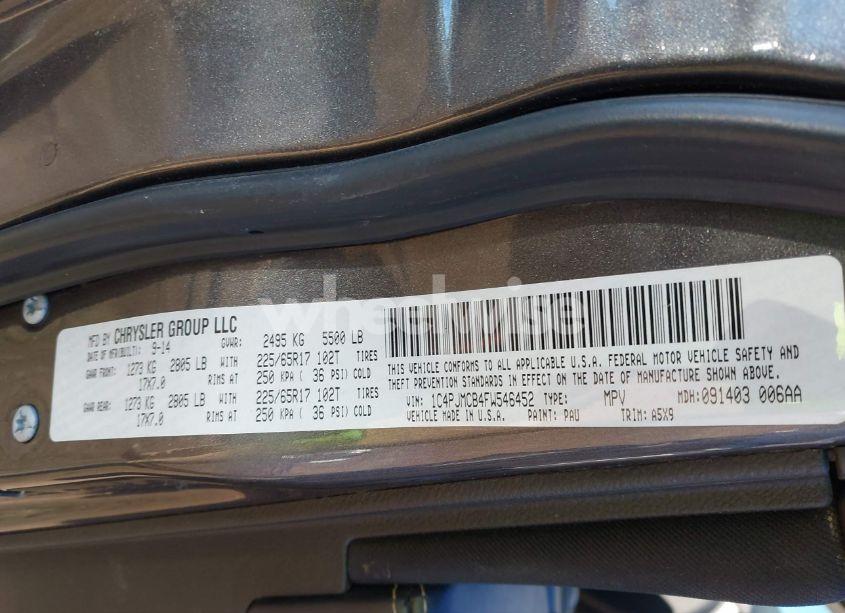 MFD BY CHRYSLER GROUP LLC
DATE OF MFR(BUILT): 9-14 GVWR: 2495 KG 5500 LB
GAWR FRONT: 1273 KG 2805 LB WITH 225/65R17 102T TIRES
17X7.0 RIMS AT 250 KPA ( 36 PSI) COLD
GAWR REAR: 1273 KG 2805 LB WITH 225/65R17 102T TIRES
17X7.0 RIMS AT 250 KPA ( 36 PSI) COLD
THIS VEHICLE CONFORMS TO ALL APPLICABLE U.S.A. FEDERAL MOTOR VEHICLE SAFETY AND
THEFT PREVENTION STANDARDS IN EFFECT ON THE DATE OF MANUFACTURE SHOWN ABOVE.
VIN: 1C4PJMCB4FW546452 TYPE: MPV MDH:091403 006AA
VEHICLE MADE IN U.S.A. PAINT: PAU TRIM: A5X9
wheelwise